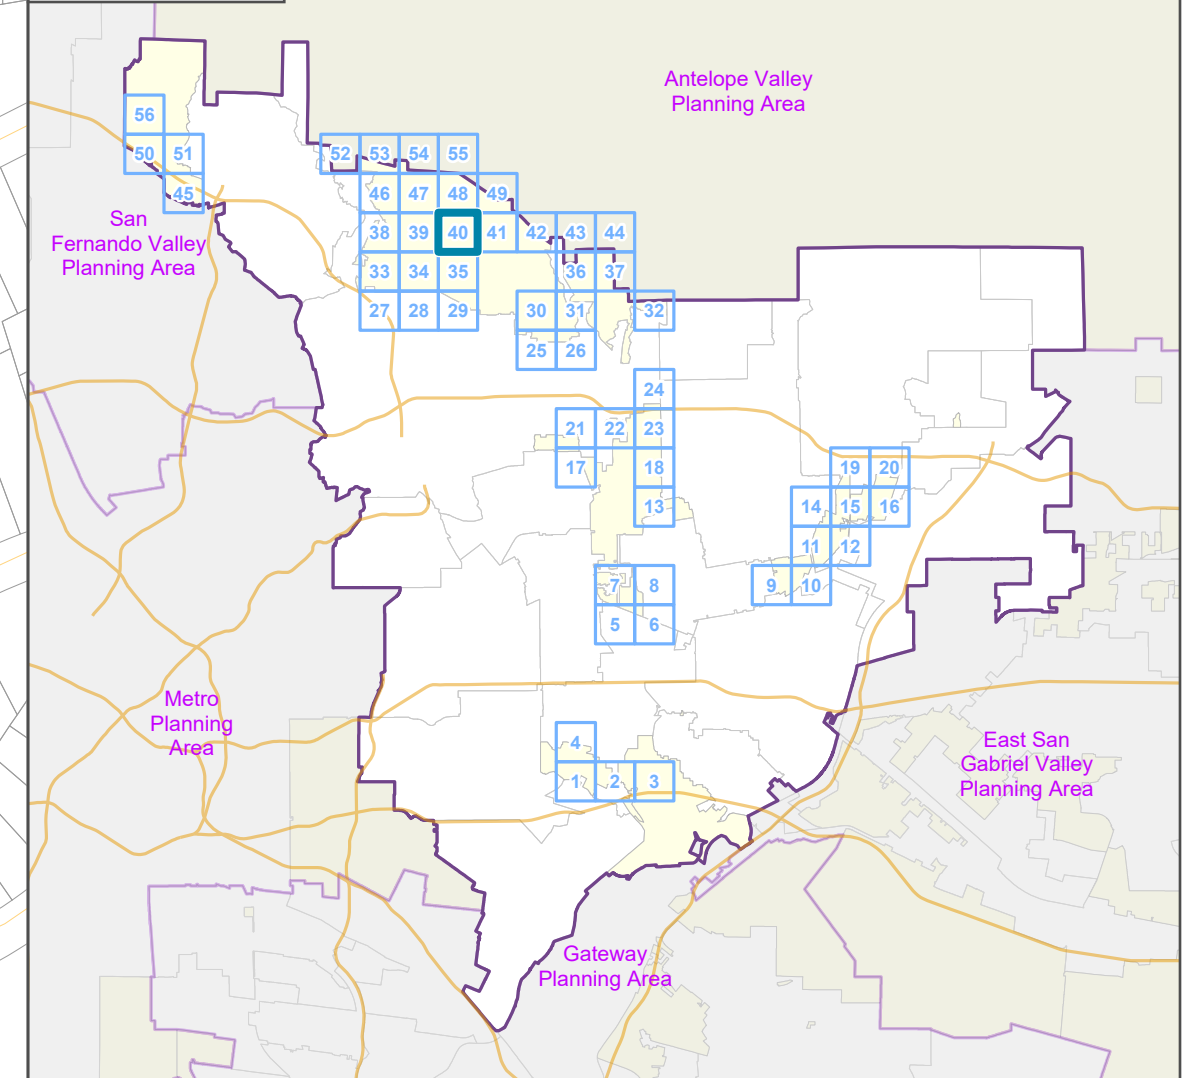 Antelope Valley
Planning Area
56
50 51
45
52 53 54 55
46 47 48 49
38 39 40 41 42 43 44
33 34 35 36 37
27 28 29 30 31 32
25 26
San
Fernando Valley
Planning Area
24
21 22 23
17 18
13
19 20
14 15 16
11 12
9 10
7 8
5 6
Metro
Planning
Area
4
1 2 3
East San
Gabriel Valley
Planning Area
Gateway
Planning Area